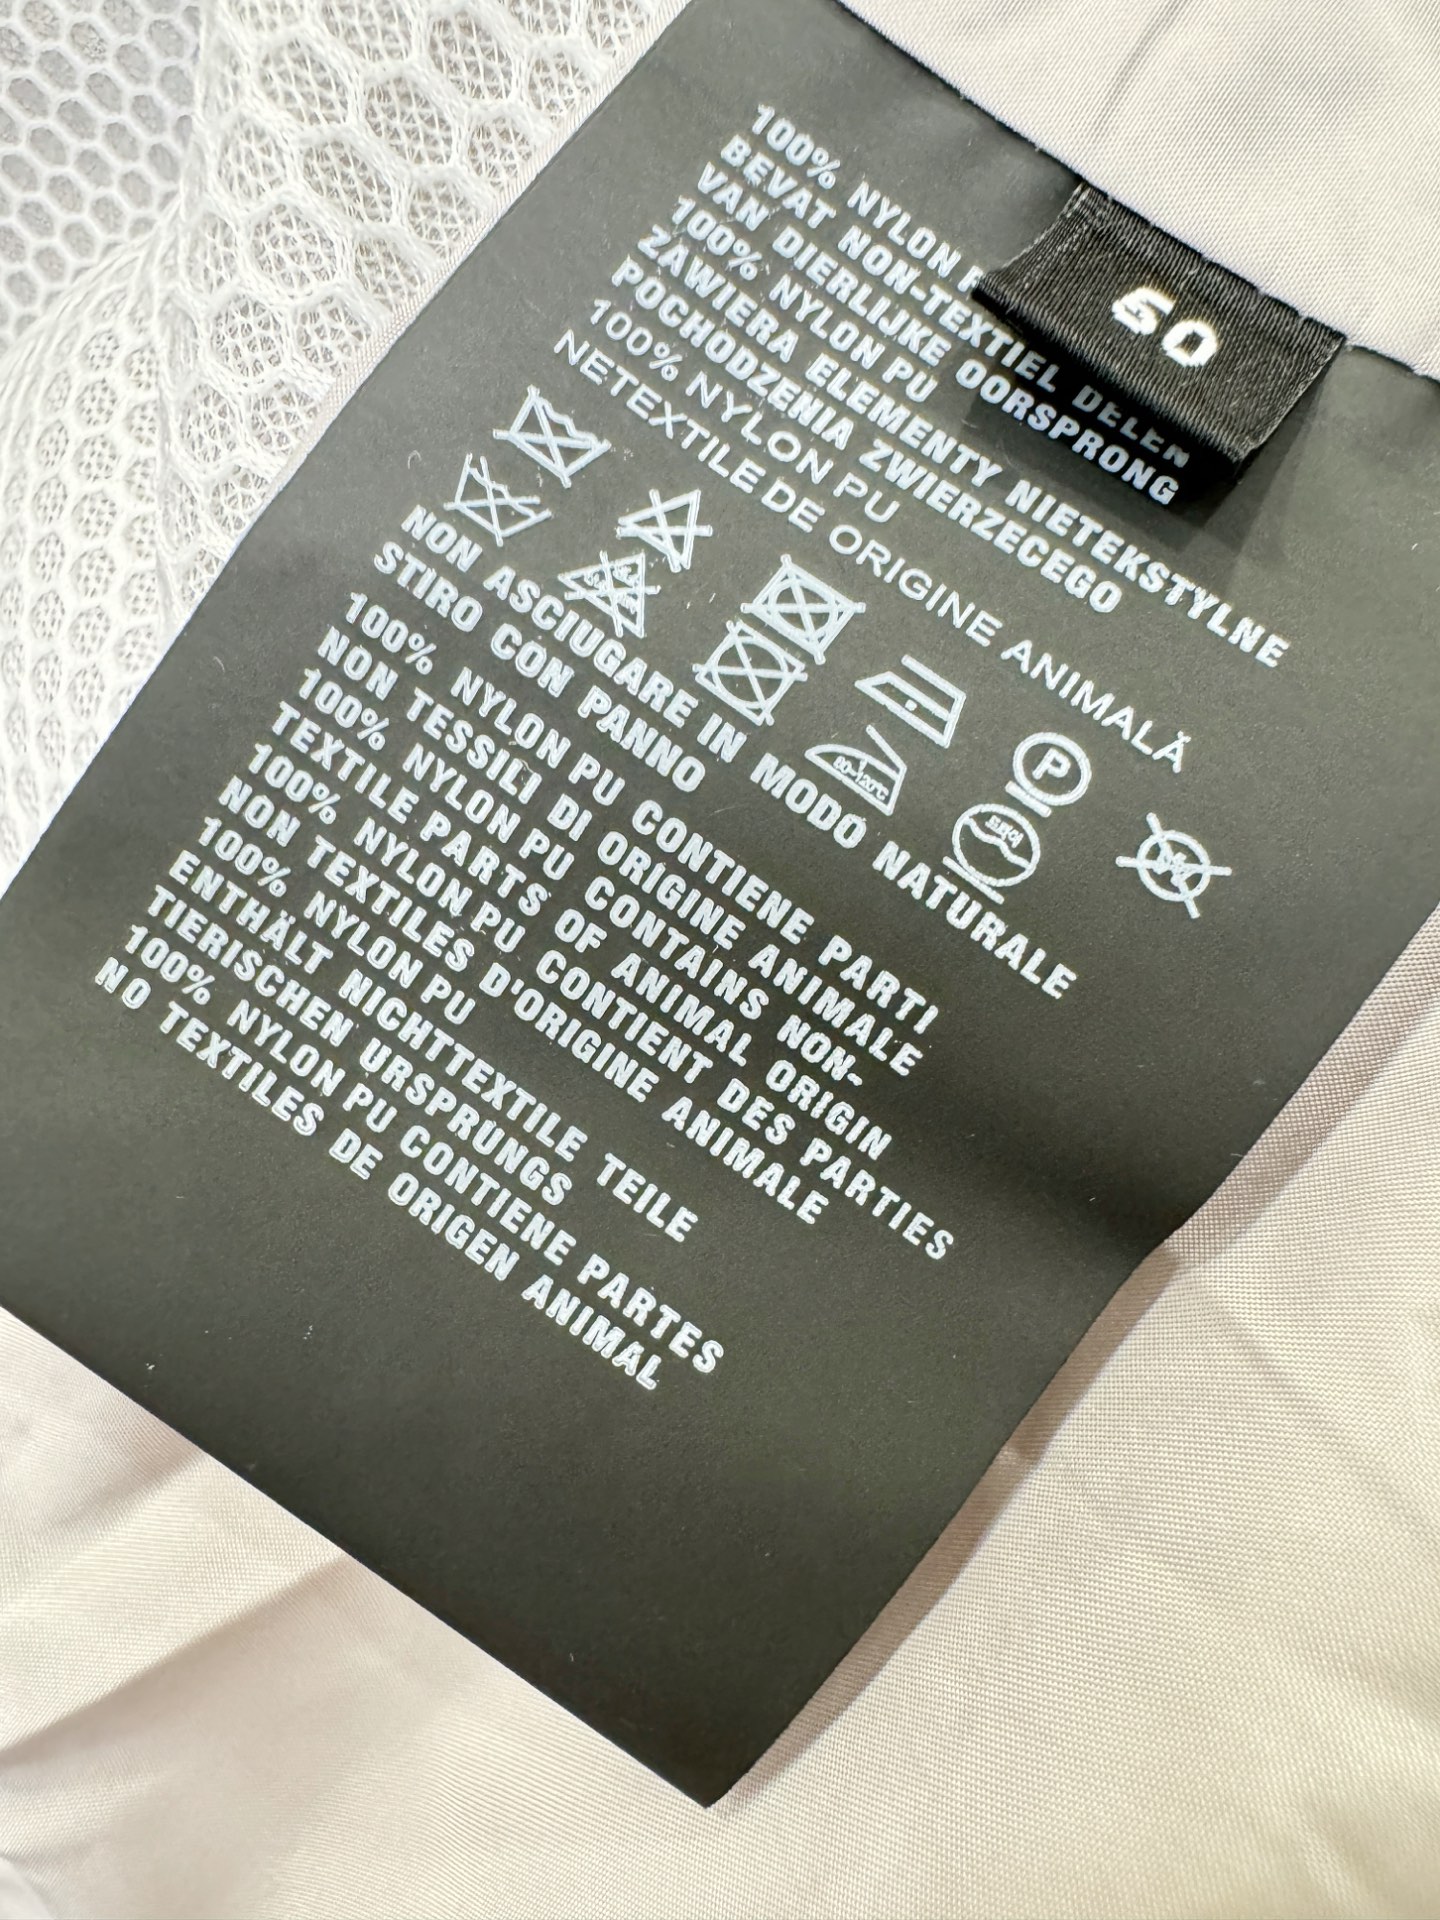 50
100% NYLON
BEVAT NON-TEXTIEL DELEN
VAN DIERLIJKE OORSPRONG
100% NYLON PU
ZAWIERA ELEMENTY NIETEKSTYLNE
POCHODZENIA ZWIERZECEGO
100% NYLON PU
NETEXTILE DE ORIGINE ANIMALĂ
P
80-120℃
NON ASCIUGARE IN MODO NATURALE
STIRO CON PANNO
100% NYLON PU CONTIENE PARTI
NON TESSILI DI ORIGINE ANIMALE
100% NYLON PU CONTAINS NON-
TEXTILE PARTS OF ANIMAL ORIGIN
100% NYLON PU CONTIENT DES PARTIES
NON TEXTILES D'ORIGINE ANIMALE
100% NYLON PU
ENTHÄLT NICHTTEXTILE TEILE
TIERISCHEN URSPRUNGS
100% NYLON PU CONTIENE PARTES
NO TEXTILES DE ORIGEN ANIMAL